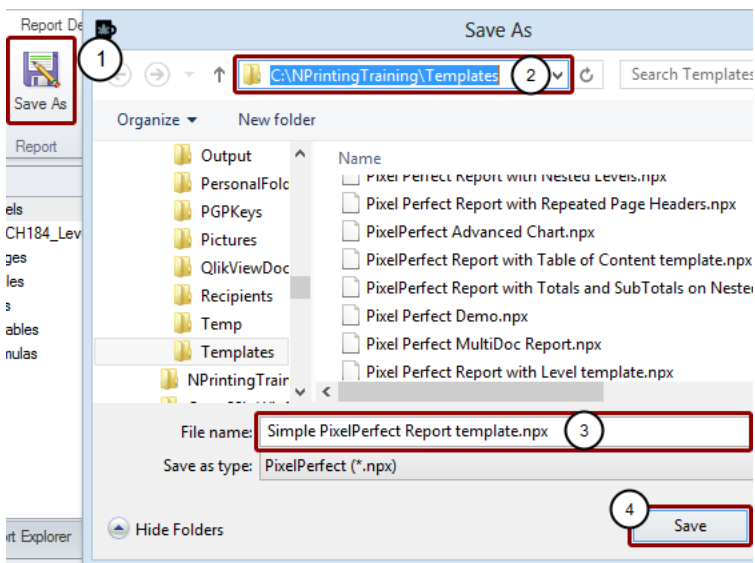 Report De
Save As
1
C:\NPrintingTraining\Templates
2
Search Templates
Save As
Organize
New folder
Report
Output
Name
PersonalFolc
Pixel Perfect Report with Nested Levels.npx
els
PGPKeys
Pixel Perfect Report with Repeated Page Headers.npx
CH184_Lev
Pictures
PixelPerfect Advanced Chart.npx
ges
QlikViewDoc
PixelPerfect Report with Table of Content template.npx
les
Recipients
PixelPerfect Report with Totals and SubTotals on Neste
s
Temp
Pixel Perfect Demo.npx
ables
Templates
Pixel Perfect MultiDoc Report.npx
mulas
NPrintingTrain
Pixel Perfect Report with Level template.npx
File name: Simple PixelPerfect Report template.npx
3
Save as type: PixelPerfect (*.npx)
4
Hide Folders
Save
rt Explorer